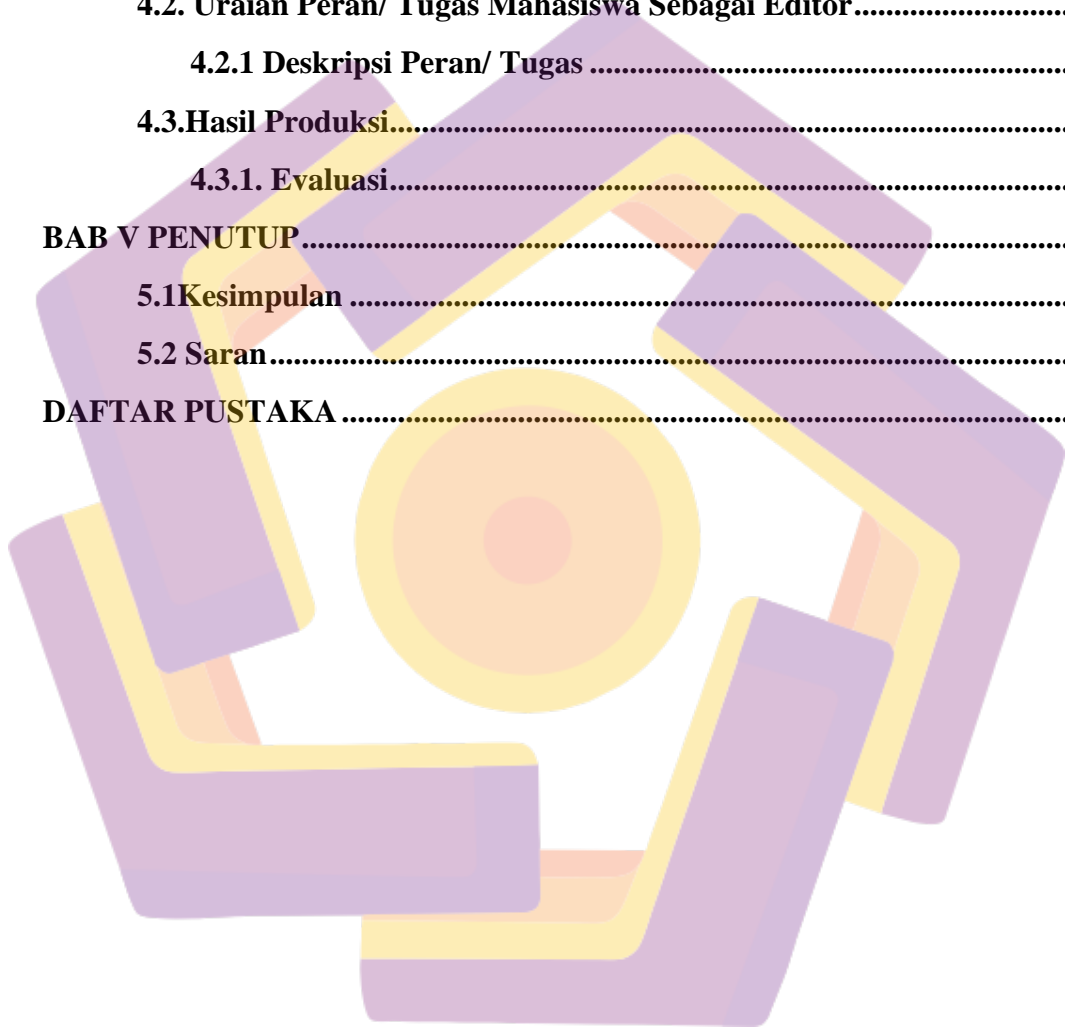 4.2. Uraian Peran/ Tugas Mahasiswa Sebagai Editor............................
4.2.1 Deskripsi Peran/ Tugas ............................................................
4.3.Hasil Produksi.....................................................................................
4.3.1. Evaluasi.....................................................................................
BAB V PENUTUP................................................................................................
5.1Kesimpulan ..........................................................................................
5.2 Saran....................................................................................................
DAFTAR PUSTAKA ...........................................................................................